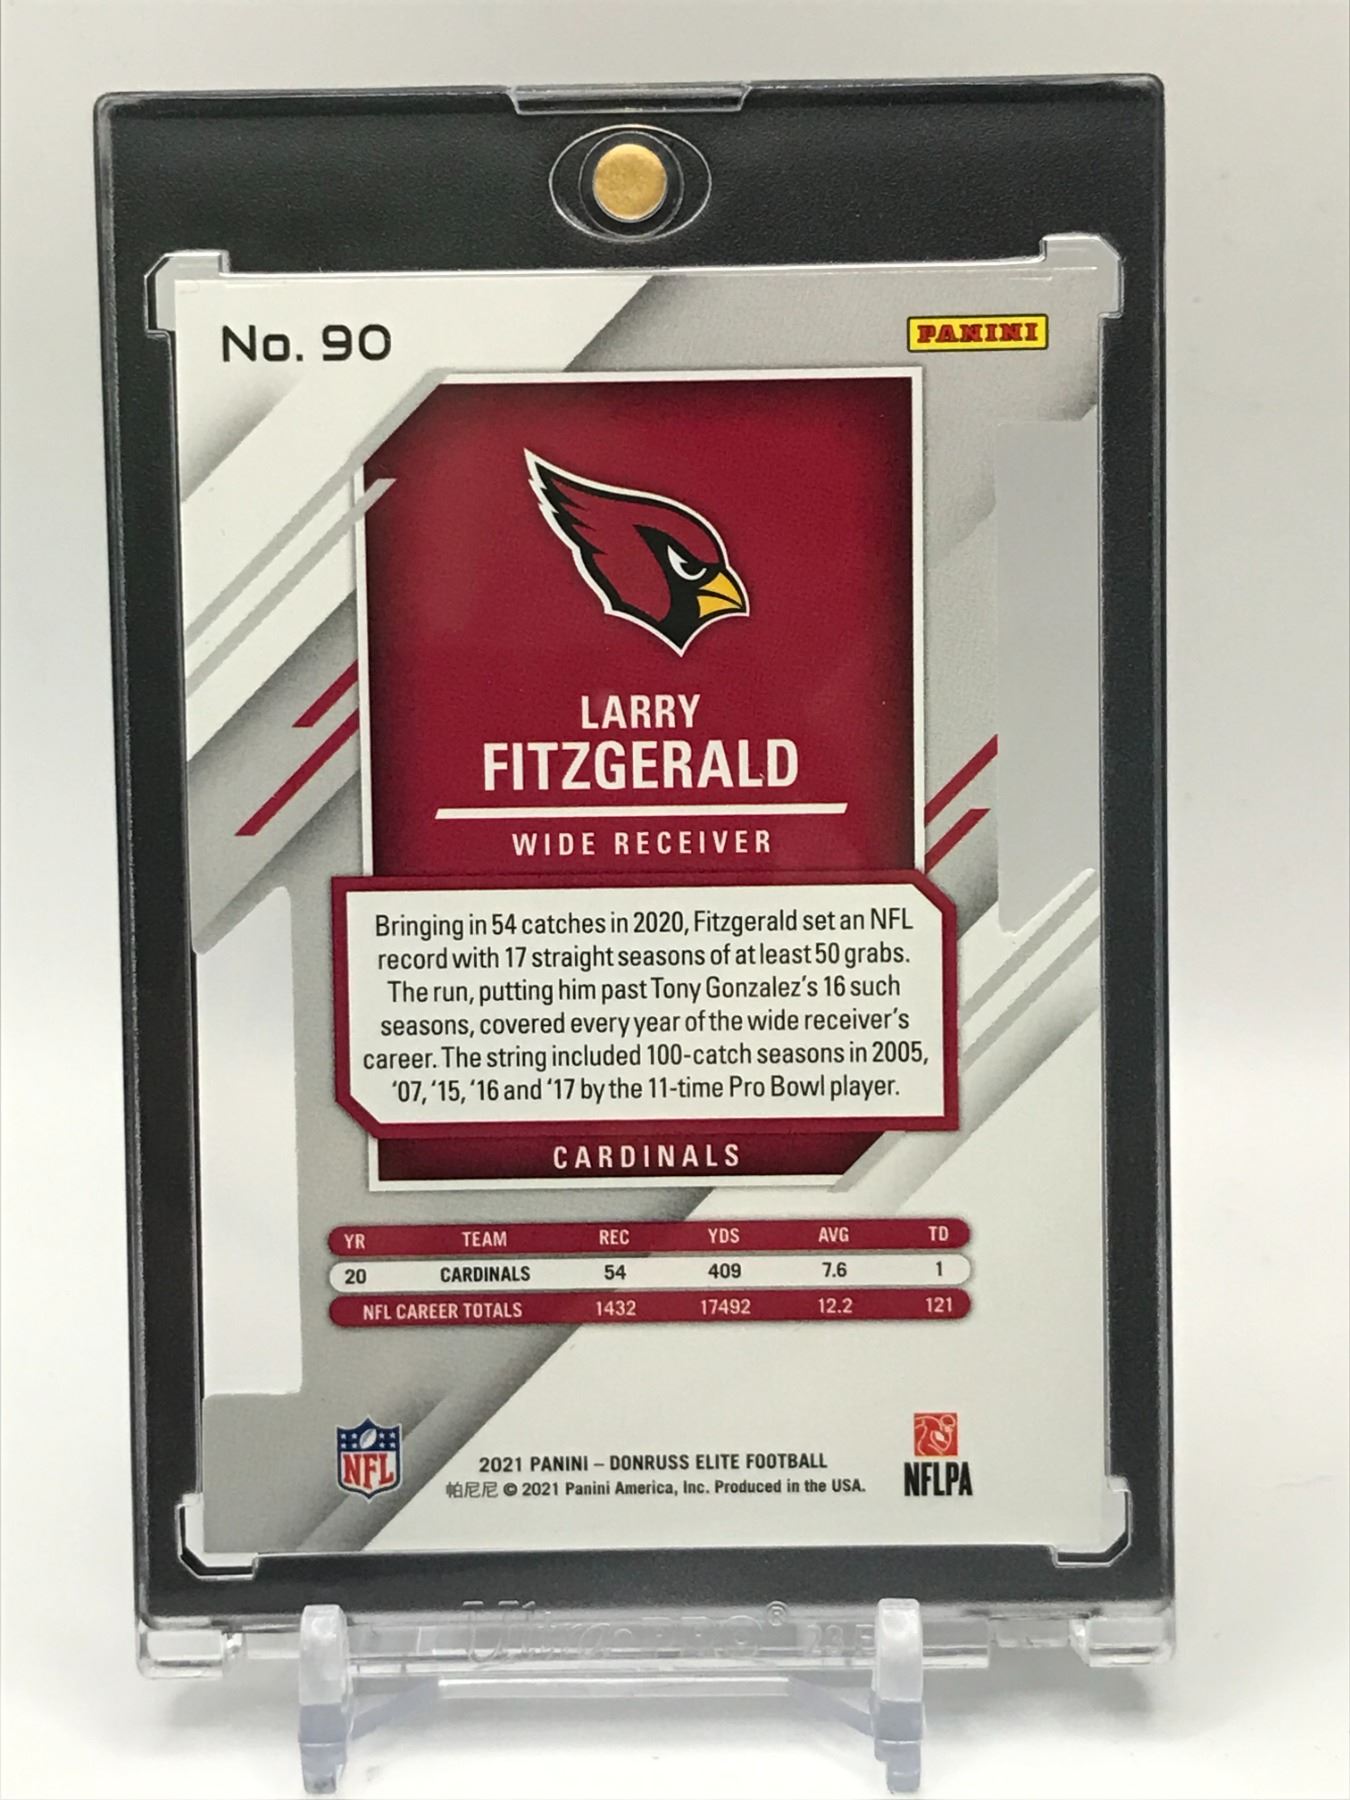 No. 90
PANINI
LARRY
FITZGERALD
WIDE RECEIVER
Bringing in 54 catches in 2020, Fitzgerald set an NFL
record with 17 straight seasons of at least 50 grabs.
The run, putting him past Tony Gonzalez's 16 such
seasons, covered every year of the wide receiver's
career. The string included 100-catch seasons in 2005,
'07, '15, '16 and '17 by the 11-time Pro Bowl player.
CARDINALS
YR TEAM REC YDS AVG TD
20 CARDINALS 54 409 7.6 1
NFL CAREER TOTALS 1432 17492 12.2 121
NFL
NFLPA
2021 PANINI – DONRUSS ELITE FOOTBALL
帕尼尼 © 2021 Panini America, Inc. Produced in the USA.
Ultra PRO®